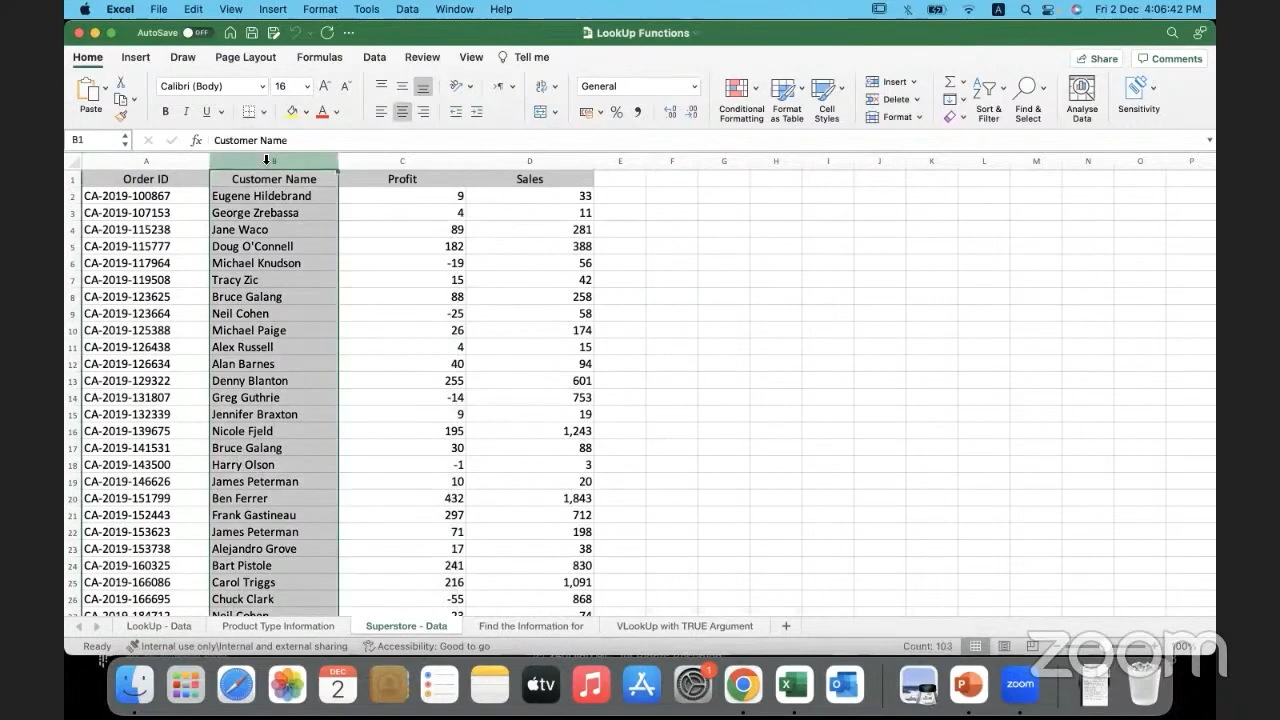 Excel File Edit View Insert Format Tools Data Window Help A Fri 2 Dec 4:06:42 PM
AutoSave OFF LookUp Functions
Home Insert Draw Page Layout Formulas Data Review View Tell me Share Comments
Paste Calibri (Body) 16 General Conditional Formatting Format as Table Cell Styles Insert Delete Format Sort & Filter Find & Select Analyse Data Sensitivity
B1 fx Customer Name
A B C D E F G H I J K L M N O P
1 Order ID Customer Name Profit Sales
2 CA-2019-100867 Eugene Hildebrand 9 33
3 CA-2019-107153 George Zrebassa 4 11
4 CA-2019-115238 Jane Waco 89 281
5 CA-2019-115777 Doug O'Connell 182 388
6 CA-2019-117964 Michael Knudson -19 56
7 CA-2019-119508 Tracy Zic 15 42
8 CA-2019-123625 Bruce Galang 88 258
9 CA-2019-123664 Neil Cohen -25 58
10 CA-2019-125388 Michael Paige 26 174
11 CA-2019-126438 Alex Russell 4 15
12 CA-2019-126634 Alan Barnes 40 94
13 CA-2019-129322 Denny Blanton 255 601
14 CA-2019-131807 Greg Guthrie -14 753
15 CA-2019-132339 Jennifer Braxton 9 19
16 CA-2019-139675 Nicole Fjeld 195 1,243
17 CA-2019-141531 Bruce Galang 30 88
18 CA-2019-143500 Harry Olson -1 3
19 CA-2019-146626 James Peterman 10 20
20 CA-2019-151799 Ben Ferrer 432 1,843
21 CA-2019-152443 Frank Gastineau 297 712
22 CA-2019-153623 James Peterman 71 198
23 CA-2019-153738 Alejandro Grove 17 38
24 CA-2019-160325 Bart Pistole 241 830
25 CA-2019-166086 Carol Triggs 216 1,091
26 CA-2019-166695 Chuck Clark -55 868
CA-2019-184712 Neil Cohen 23 74
LookUp - Data Product Type Information Superstore - Data Find the Information for VLookUp with TRUE Argument +
Ready Internal use only\Internal and external sharing Accessibility: Good to go Count: 103
zoom
DEC 2 tv 1 zoom